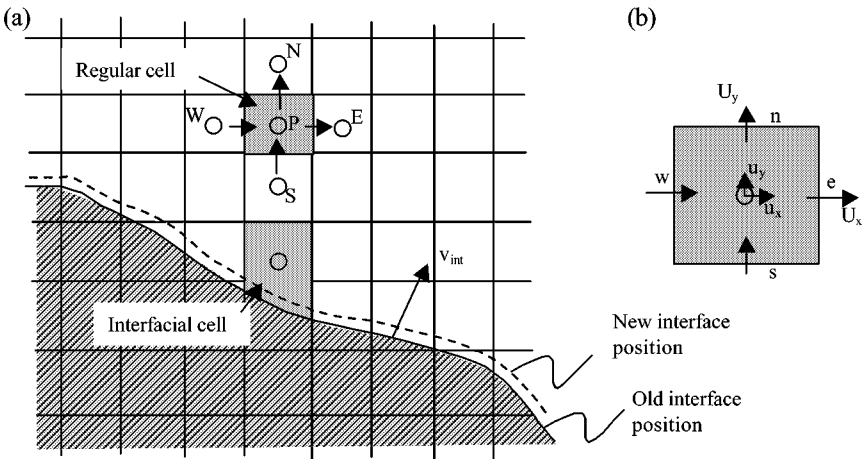 (a)
N
Regular cell
W
P
E
S
v_int
Interfacial cell
(b)
U_y
n
w
u_y
e
u_x
U_x
s
New interface
position
Old interface
position